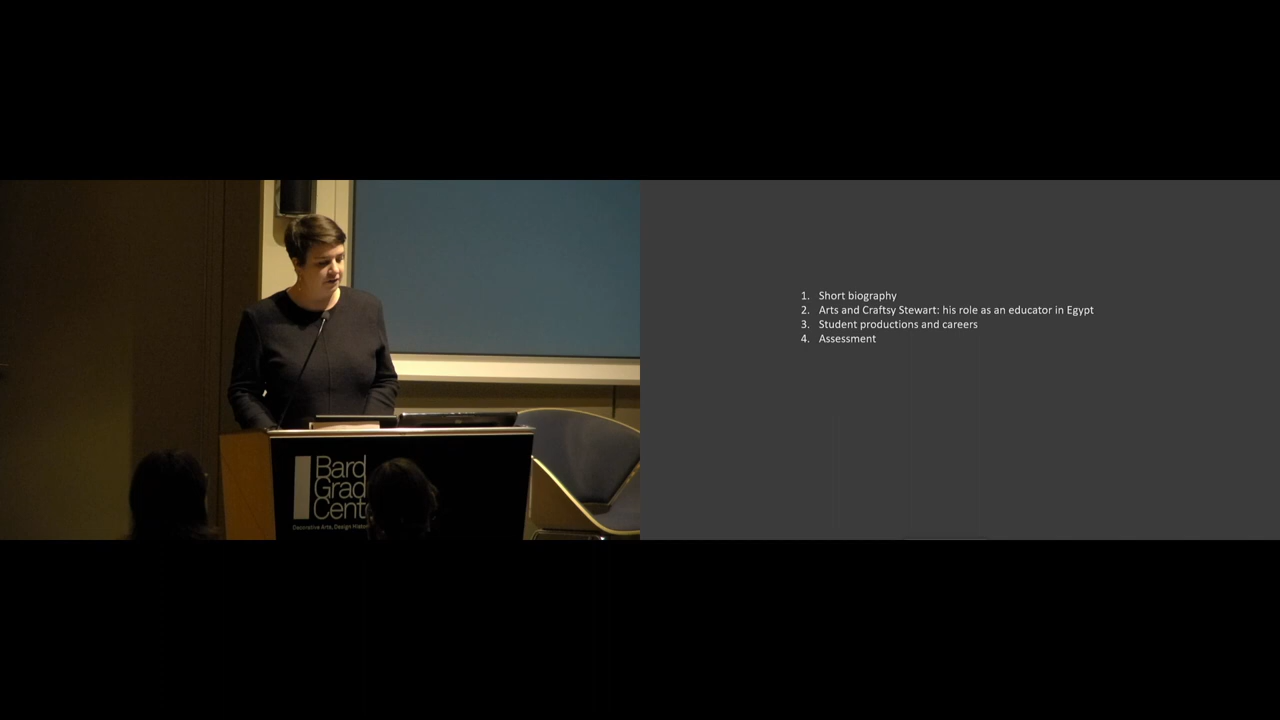 Bard
Grad
Cent
Decorative Arts, Design Histor
1. Short biography
2. Arts and Craftsy Stewart: his role as an educator in Egypt
3. Student productions and careers
4. Assessment